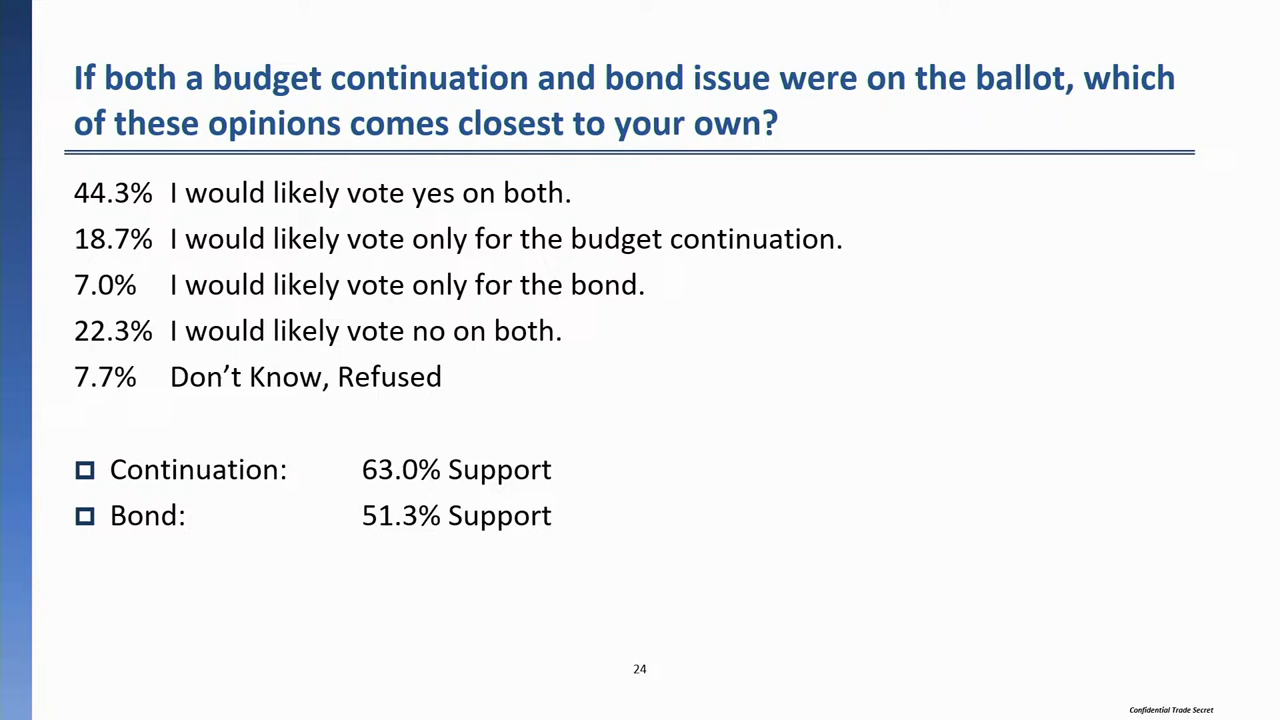 If both a budget continuation and bond issue were on the ballot, which
of these opinions comes closest to your own?
44.3% I would likely vote yes on both.
18.7% I would likely vote only for the budget continuation.
7.0% I would likely vote only for the bond.
22.3% I would likely vote no on both.
7.7% Don’t Know, Refused
Continuation: 63.0% Support
Bond: 51.3% Support
24
Confidential Trade Secret